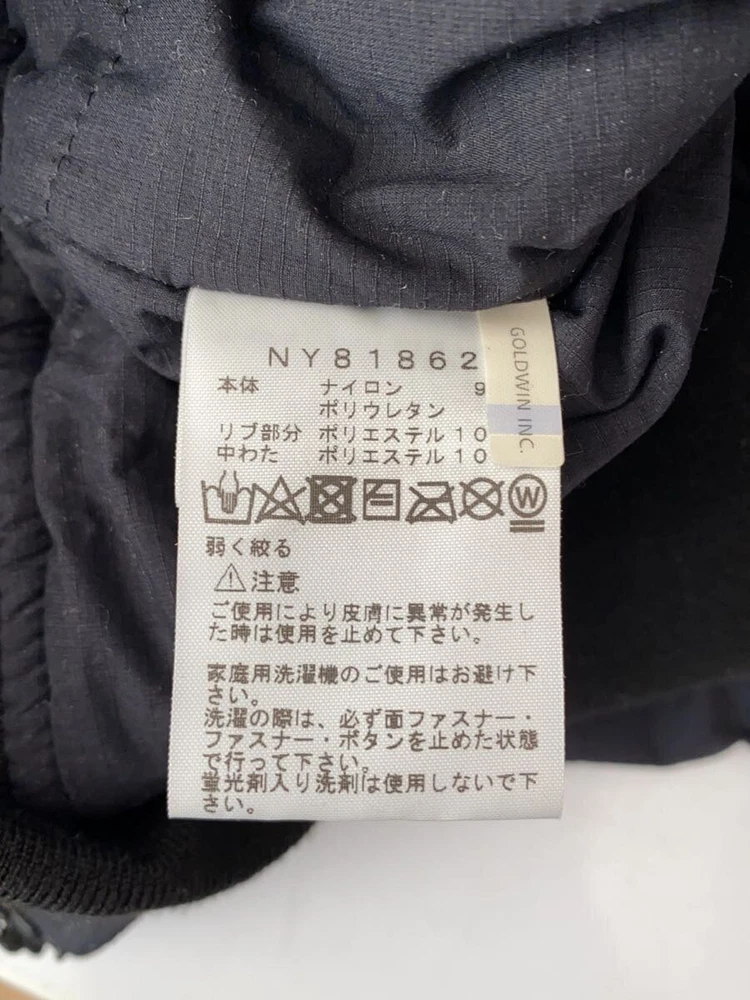 NY81862
本体 ナイロン 9
ポリウレタン
リブ部分 ポリエステル 10
中わた ポリエステル 10
GOLDWIN INC.
W
弱く絞る
注意
ご使用により皮膚に異常が発生し
た時は使用を止めて下さい。
家庭用洗濯機のご使用はお避け下
さい。
洗濯の際は、必ず面ファスナー・
ファスナー・ボタンを止めた状態
で行って下さい。
蛍光剤入り洗剤は使用しないで下
さい。